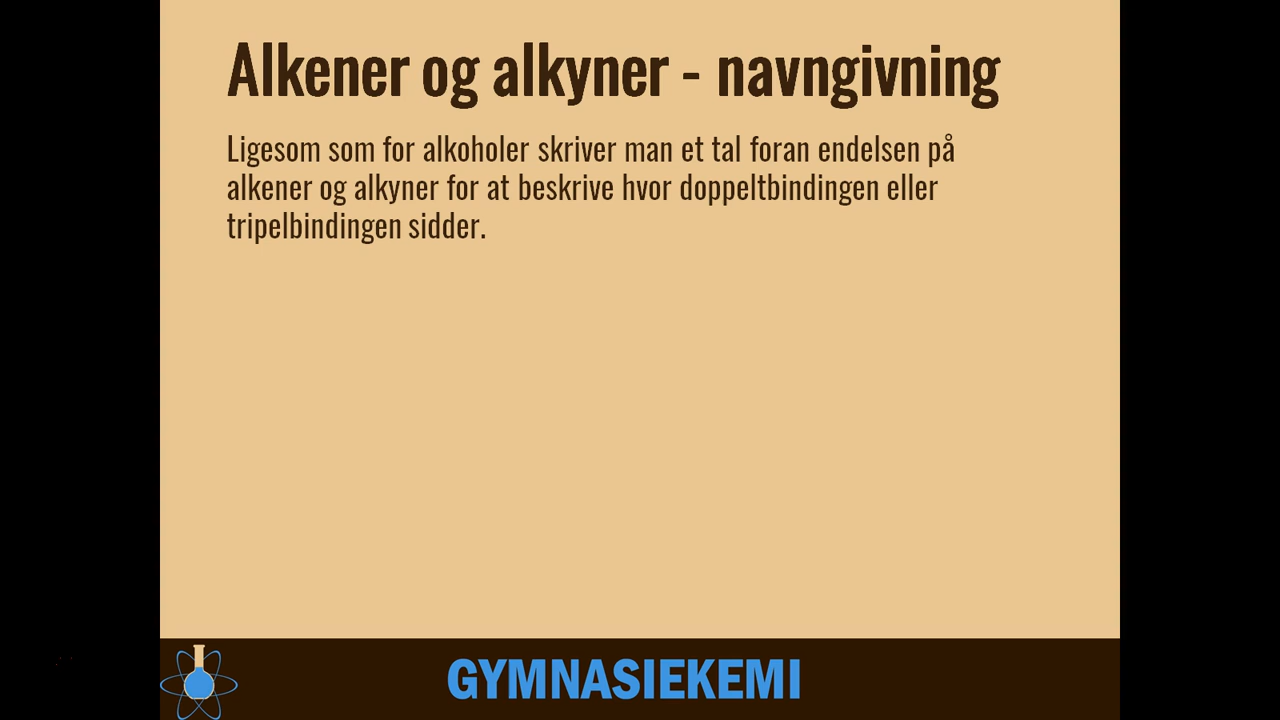 Alkener og alkyner - navngivning
Ligesom som for alkoholer skriver man et tal foran endelsen på
alkener og alkyner for at beskrive hvor doppeltbindingen eller
tripelbindingen sidder.
GYMNASIEKEMI